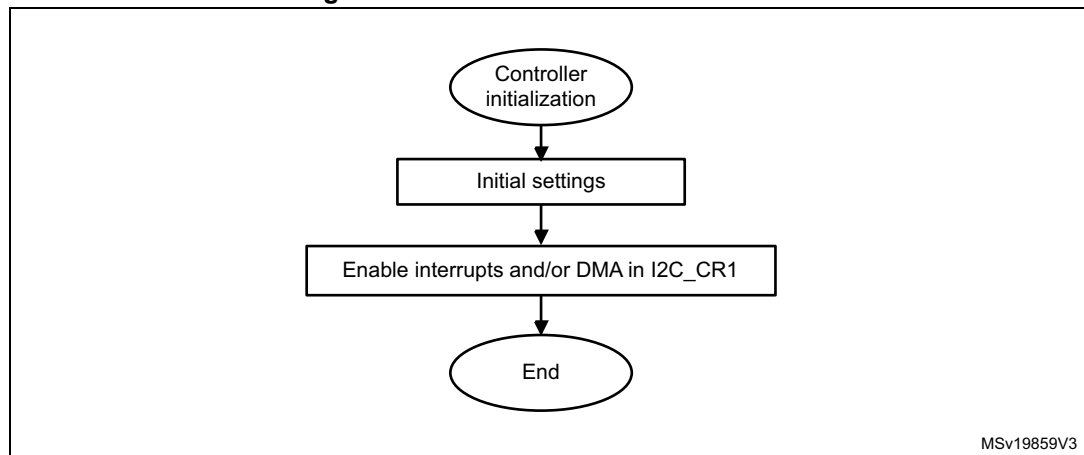 Controller
initialization
Initial settings
Enable interrupts and/or DMA in I2C_CR1
End
MSv19859V3